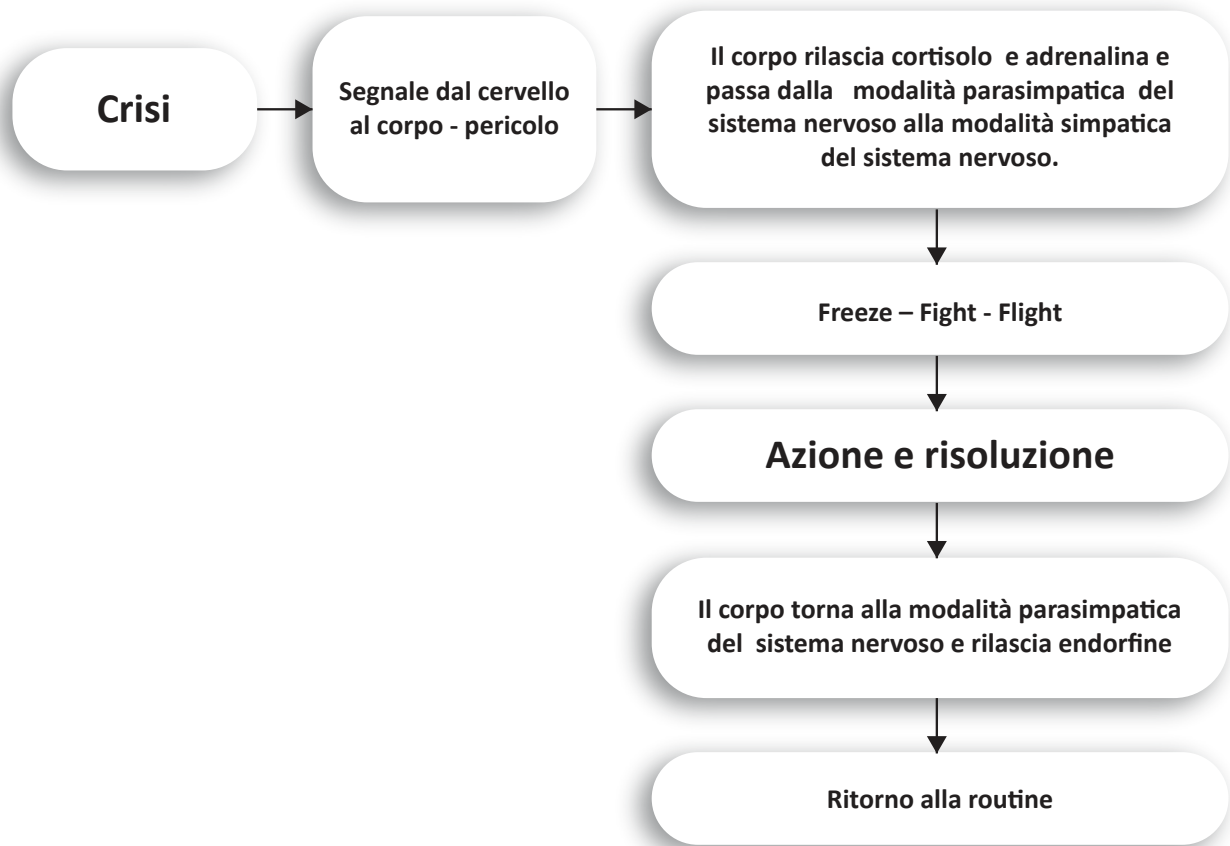 Crisi
Segnale dal cervello
al corpo - pericolo
Il corpo rilascia cortisolo e adrenalina e
passa dalla modalità parasimpatica del
sistema nervoso alla modalità simpatica
del sistema nervoso.
Freeze – Fight - Flight
Azione e risoluzione
Il corpo torna alla modalità parasimpatica
del sistema nervoso e rilascia endorfine
Ritorno alla routine